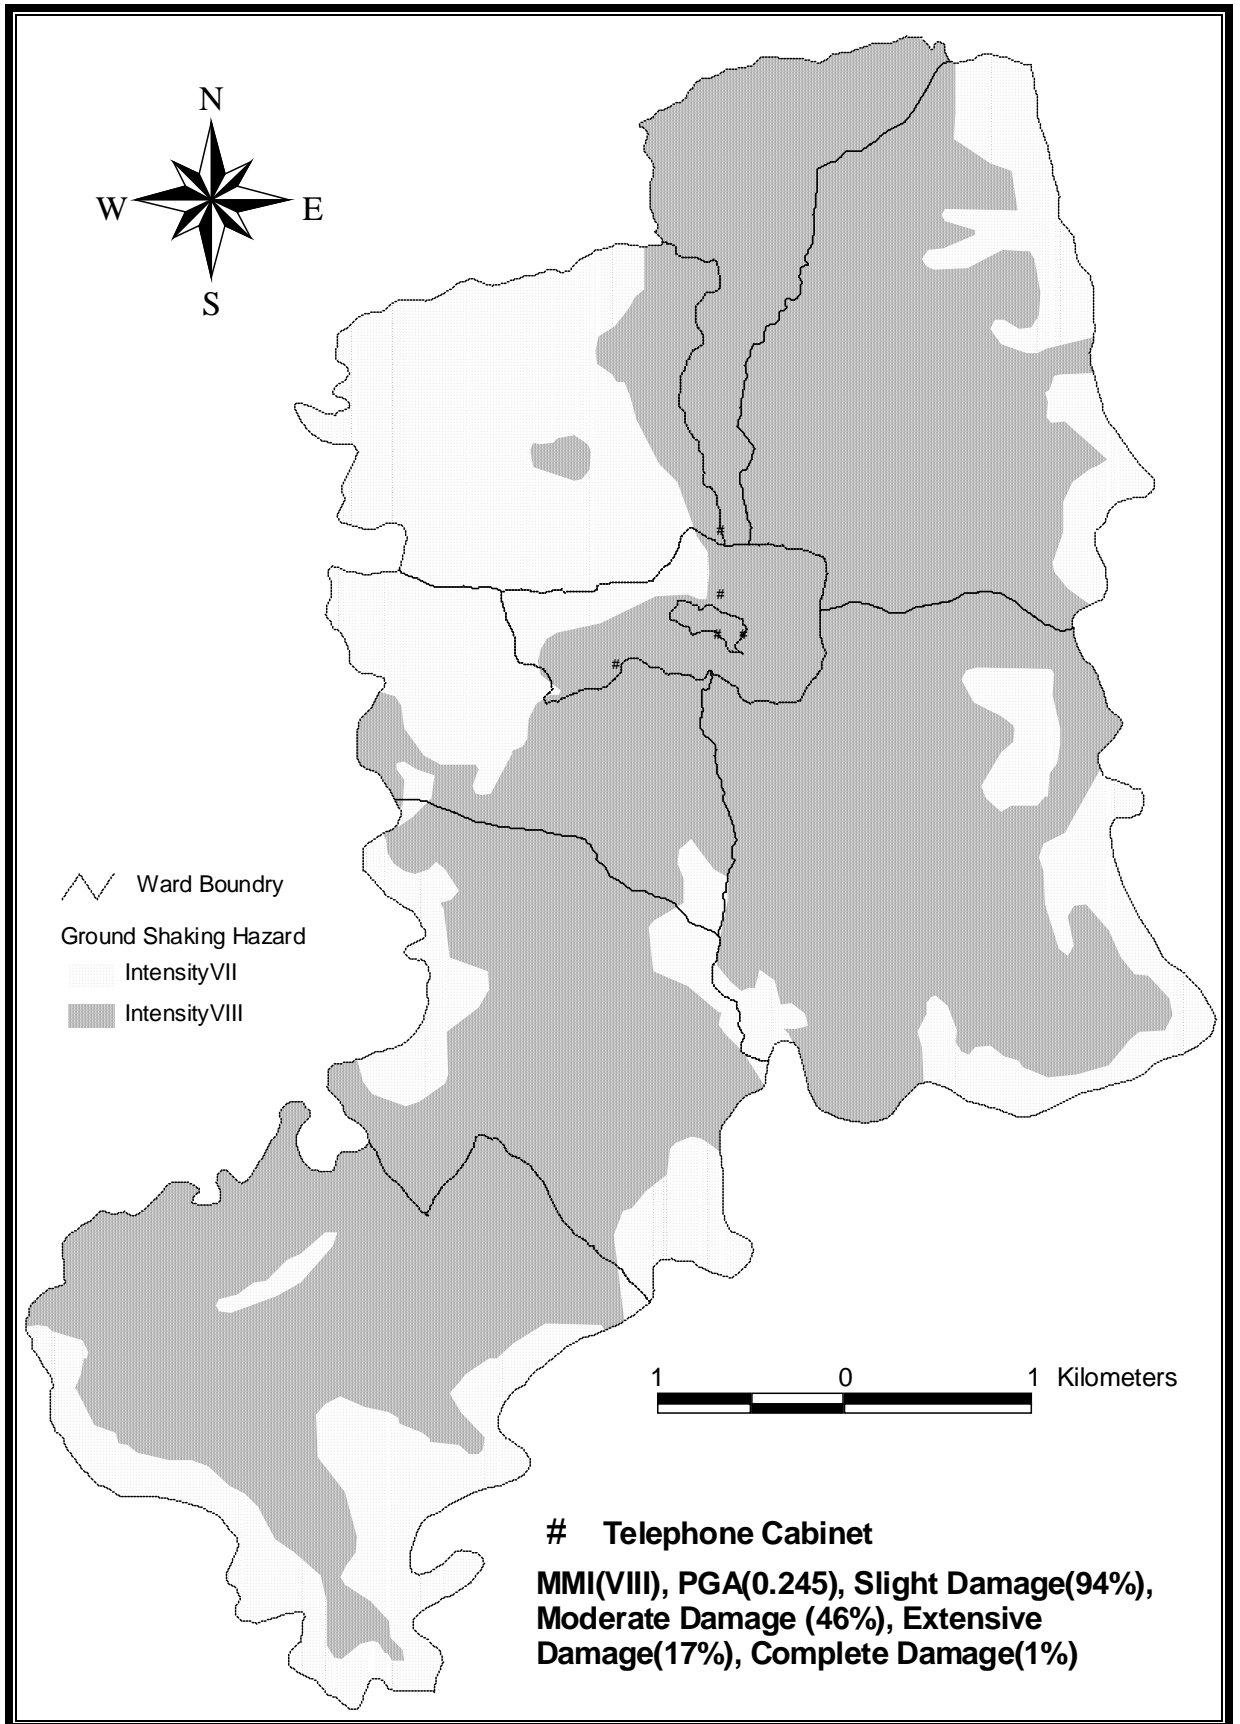 N
W E
S
Ward Boundry
Ground Shaking Hazard
IntensityVII
IntensityVIII
#
#
# #
#
1 0 1 Kilometers
# Telephone Cabinet
MMI(VIII), PGA(0.245), Slight Damage(94%),
Moderate Damage (46%), Extensive
Damage(17%), Complete Damage(1%)